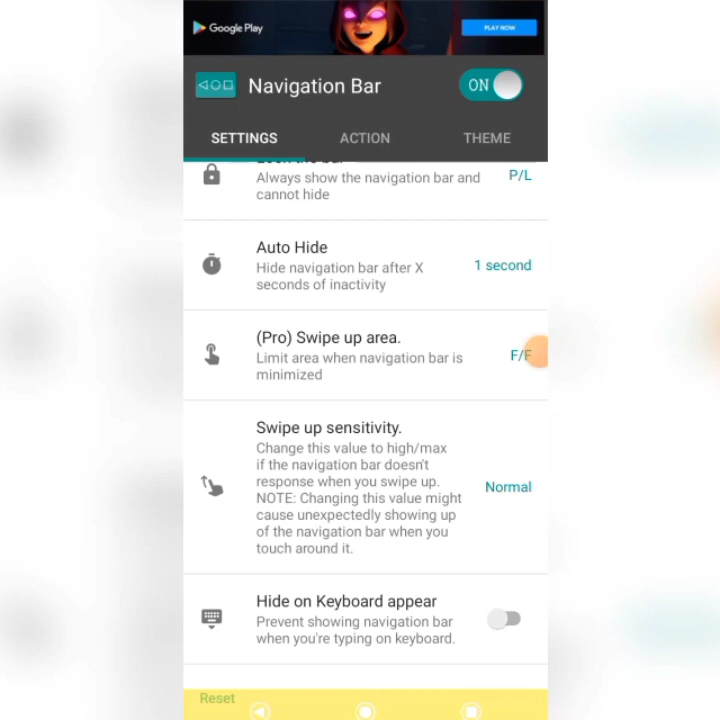 Google Play
PLAY NOW
Navigation Bar
ON
SETTINGS
ACTION
THEME
Always show the navigation bar and
cannot hide
P/L
Auto Hide
Hide navigation bar after X
seconds of inactivity
1 second
(Pro) Swipe up area.
Limit area when navigation bar is
minimized
F/F
Swipe up sensitivity.
Change this value to high/max
if the navigation bar doesn't
response when you swipe up.
NOTE: Changing this value might
cause unexpectedly showing up
of the navigation bar when you
touch around it.
Normal
Hide on Keyboard appear
Prevent showing navigation bar
when you're typing on keyboard.
Reset